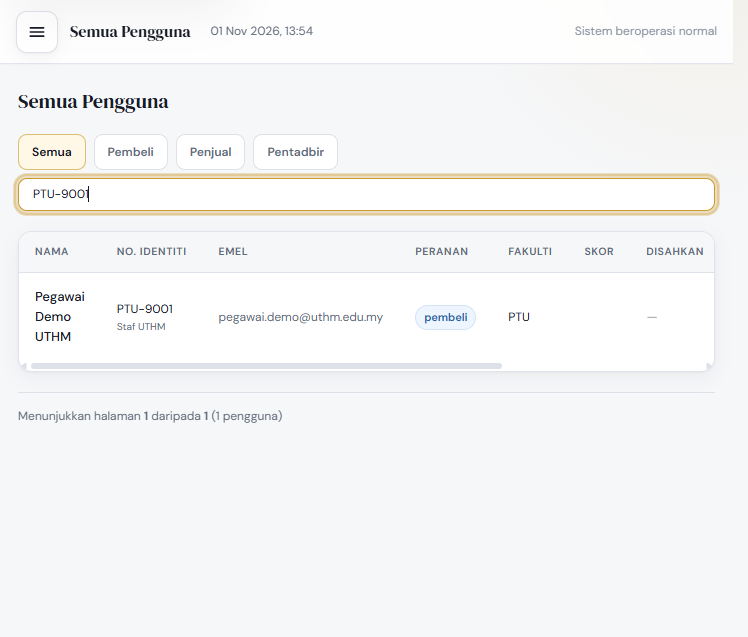 Semua Pengguna 01 Nov 2026, 13:54 Sistem beroperasi normal
Semua Pengguna
Semua Pembeli Penjual Pentadbir
PTU-9001
NAMA NO. IDENTITI EMEL PERANAN FAKULTI SKOR DISAHKAN
Pegawai Demo UTHM PTU-9001 Staf UTHM pegawai.demo@uthm.edu.my pembeli PTU —
Menunjukkan halaman 1 daripada 1 (1 pengguna)